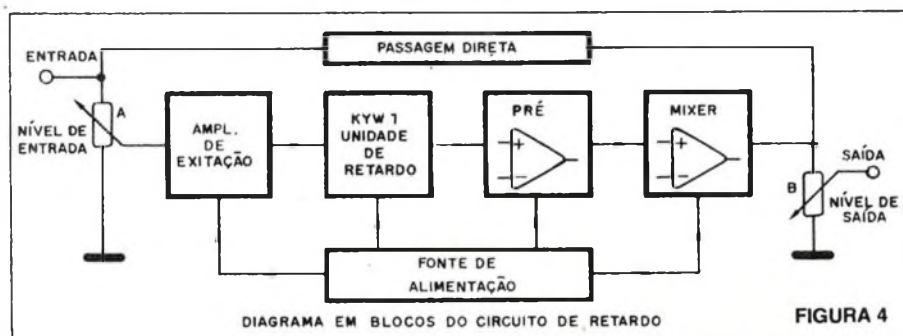 PASSAGEM DIRETA
ENTRADA
A
NÍVEL DE
ENTRADA
AMPL.
DE
EXITAÇÃO
KYW 1
UNIDADE
DE
RETARDO
PRÉ
+
−
MIXER
+
−
SAÍDA
B
NÍVEL DE
SAÍDA
FONTE DE
ALIMENTAÇÃO
DIAGRAMA EM BLOCOS DO CIRCUITO DE RETARDO
FIGURA 4